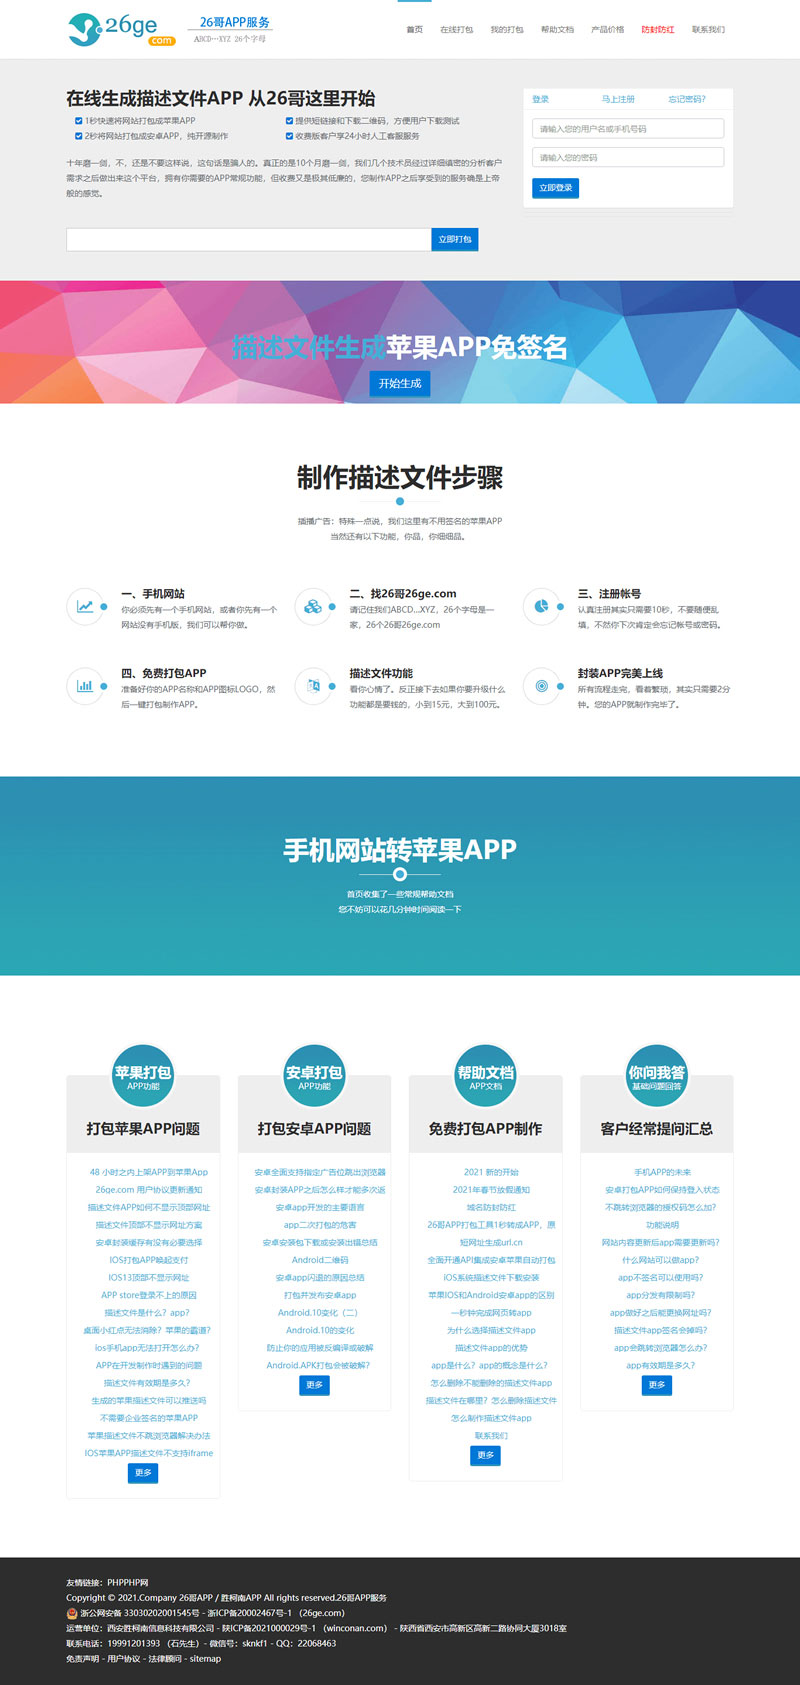 26ge
com
26哥APP服务
ABCD···XYZ 26个字母
首页 在线打包 我的打包 帮助文档 产品价格 防封防红 联系我们
在线生成描述文件APP 从26哥这里开始
1秒快速将网站打包成苹果APP 提供短链接和下载二维码，方便用户下载测试
2秒将网站打包成安卓APP，纯开源制作 收费版客户享24小时人工客服服务
十年磨一剑，不，还是不要这样说，这句话是骗人的。真正的是10个月磨一剑，我们几个技术员经过详细缜密的分析客户
需求之后做出来这个平台，拥有你需要的APP常规功能，但收费又是极其低廉的，您制作APP之后享受到的服务确是上帝
般的感觉。
立即打包
登录 马上注册 忘记密码?
请输入您的用户名或手机号码
请输入您的密码
立即登录
描述文件生成苹果APP免签名
开始生成
制作描述文件步骤
插播广告：特殊一点说，我们这里有不用签名的苹果APP
当然还有以下功能，你品，你细细品。
一、手机网站
你必须先有一个手机网站，或者你先有一个
网站没有手机版，我们可以帮你做。
二、找26哥26ge.com
请记住我们ABCD...XYZ，26个字母是一
家，26个26哥26ge.com
三、注册帐号
认真注册其实只需要10秒，不要随便乱
填，不然你下次肯定会忘记帐号或密码。
四、免费打包APP
准备好你的APP名称和APP图标LOGO，然
后一键打包制作APP。
描述文件功能
看你心情了。反正接下去如果你要升级什么
功能都是要钱的，小到15元，大到100元。
封装APP完美上线
所有流程走完，看着繁琐，其实只需要2分
钟。您的APP就制作完毕了。
手机网站转苹果APP
首页收集了一些常规帮助文档
您不妨可以花几分钟时间阅读一下
苹果打包
APP功能
打包苹果APP问题
48 小时之内上架APP到苹果App
26ge.com 用户协议更新通知
描述文件APP如何不显示顶部网址
描述文件顶部不显示网址方案
安卓封装缓存有没有必要选择
IOS打包APP唤起支付
IOS13顶部不显示网址
APP store登录不上的原因
描述文件是什么？app?
桌面小红点无法消除？苹果的霸道?
ios手机app无法打开怎么办?
APP在开发制作时遇到的问题
描述文件有效期是多久?
生成的苹果描述文件可以推送吗
不需要企业签名的苹果APP
苹果描述文件不跳浏览器解决办法
IOS苹果APP描述文件不支持iframe
更多
安卓打包
APP功能
打包安卓APP问题
安卓全面支持指定广告位跳出浏览器
安卓封装APP之后怎么样才能多次返
安卓app开发的主要语言
app二次打包的危害
安卓安装包下载或安装出错总结
Android二维码
安卓app闪退的原因总结
打包并发布安卓app
Android.10变化（二）
Android.10的变化
防止你的应用被反编译或破解
Android.APK打包会被破解?
更多
帮助文档
APP文档
免费打包APP制作
2021 新的开始
2021年春节放假通知
域名防封防红
26哥APP打包工具1秒转成APP，原
短网址生成url.cn
全面开通API集成安卓苹果自动打包
iOS系统描述文件下载安装
苹果IOS和Android安卓app的区别
一秒钟完成网页转app
为什么选择描述文件app
描述文件app的优势
app是什么？app的概念是什么?
怎么删除不能删除的描述文件app
描述文件在哪里？怎么删除描述文件
怎么制作描述文件app
联系我们
更多
你问我答
基础问题回答
客户经常提问汇总
手机APP的未来
安卓打包APP如何保持登入状态
不跳转浏览器的授权码怎么加?
功能说明
网站内容更新后app需要更新吗?
什么网站可以做app?
app不签名可以使用吗?
app分发有限制吗?
app做好之后能更换网址吗?
描述文件app签名会掉吗?
app会跳转浏览器怎么办?
app有效期是多久?
更多
友情链接：PHPPHP网
Copyright © 2021.Company 26哥APP / 胜柯南APP All rights reserved.26哥APP服务
浙公网安备 33030202001545号 - 浙ICP备20002467号-1 （26ge.com）
运营单位：西安胜柯南信息科技有限公司 - 陕ICP备2021000029号-1 （winconan.com） - 陕西省西安市高新区高新二路协同大厦3018室
联系电话：19991201393 （石先生）- 微信号：sknkf1 - QQ：22068463
免责声明 - 用户协议 - 法律顾问 - sitemap